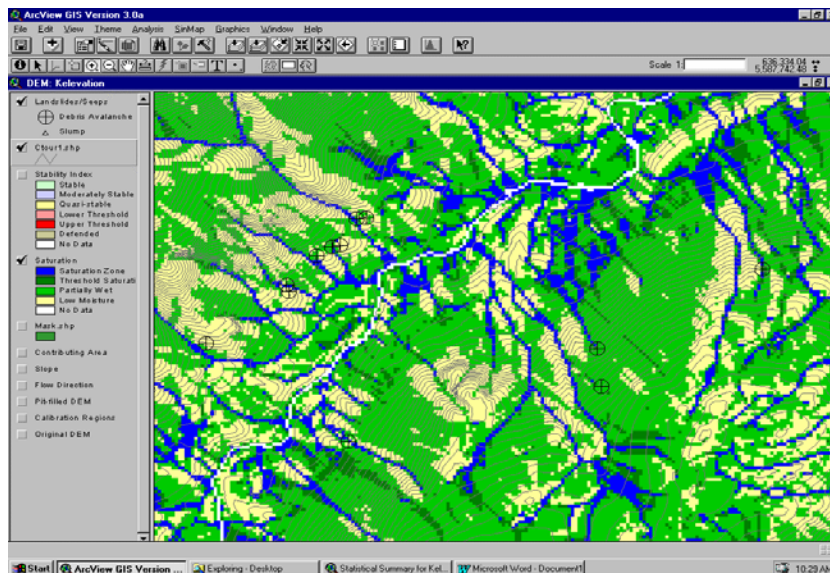 ArcView GIS Version 3.0a
File Edit View Theme Analysis SinMap Graphics Window Help
Scale 1:
636,334.04
5,587,742.48
DEM: Kelevation
Landslides/Seeps
Debris Avalanche
Slump
Ctour1.shp
Stability Index
Stable
Moderately Stable
Quasi-stable
Lower Threshold
Upper Threshold
Defended
No Data
Saturation
Saturation Zone
Threshold Saturati
Partially Wet
Low Moisture
No Data
Mask.shp
Contributing Area
Slope
Flow Direction
Pit-filled DEM
Calibration Regions
Original DEM
Start ArcView GIS Version ... Exploring - Desktop Statistical Summary for Kel... Microsoft Word - Document1 10:29 AM